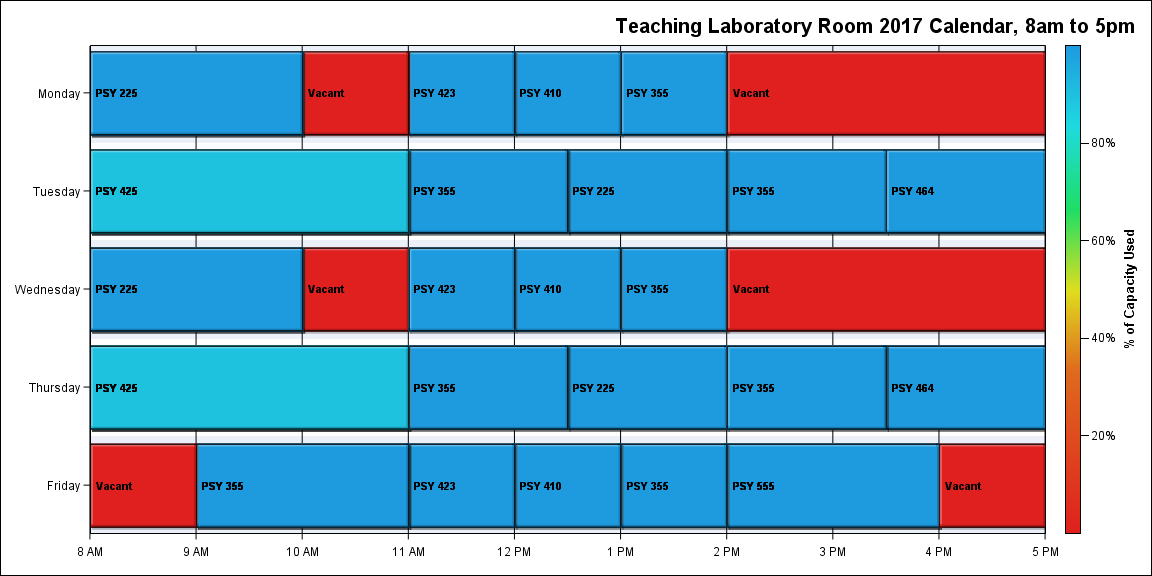 Teaching Laboratory Room 2017 Calendar, 8am to 5pm
Monday
PSY 225
Vacant
PSY 423
PSY 410
PSY 355
Vacant
Tuesday
PSY 425
PSY 355
PSY 225
PSY 355
PSY 464
Wednesday
PSY 225
Vacant
PSY 423
PSY 410
PSY 355
Vacant
Thursday
PSY 425
PSY 355
PSY 225
PSY 355
PSY 464
Friday
Vacant
PSY 355
PSY 423
PSY 410
PSY 355
PSY 555
Vacant
8 AM
9 AM
10 AM
11 AM
12 PM
1 PM
2 PM
3 PM
4 PM
5 PM
80%
60%
40%
20%
% of Capacity Used